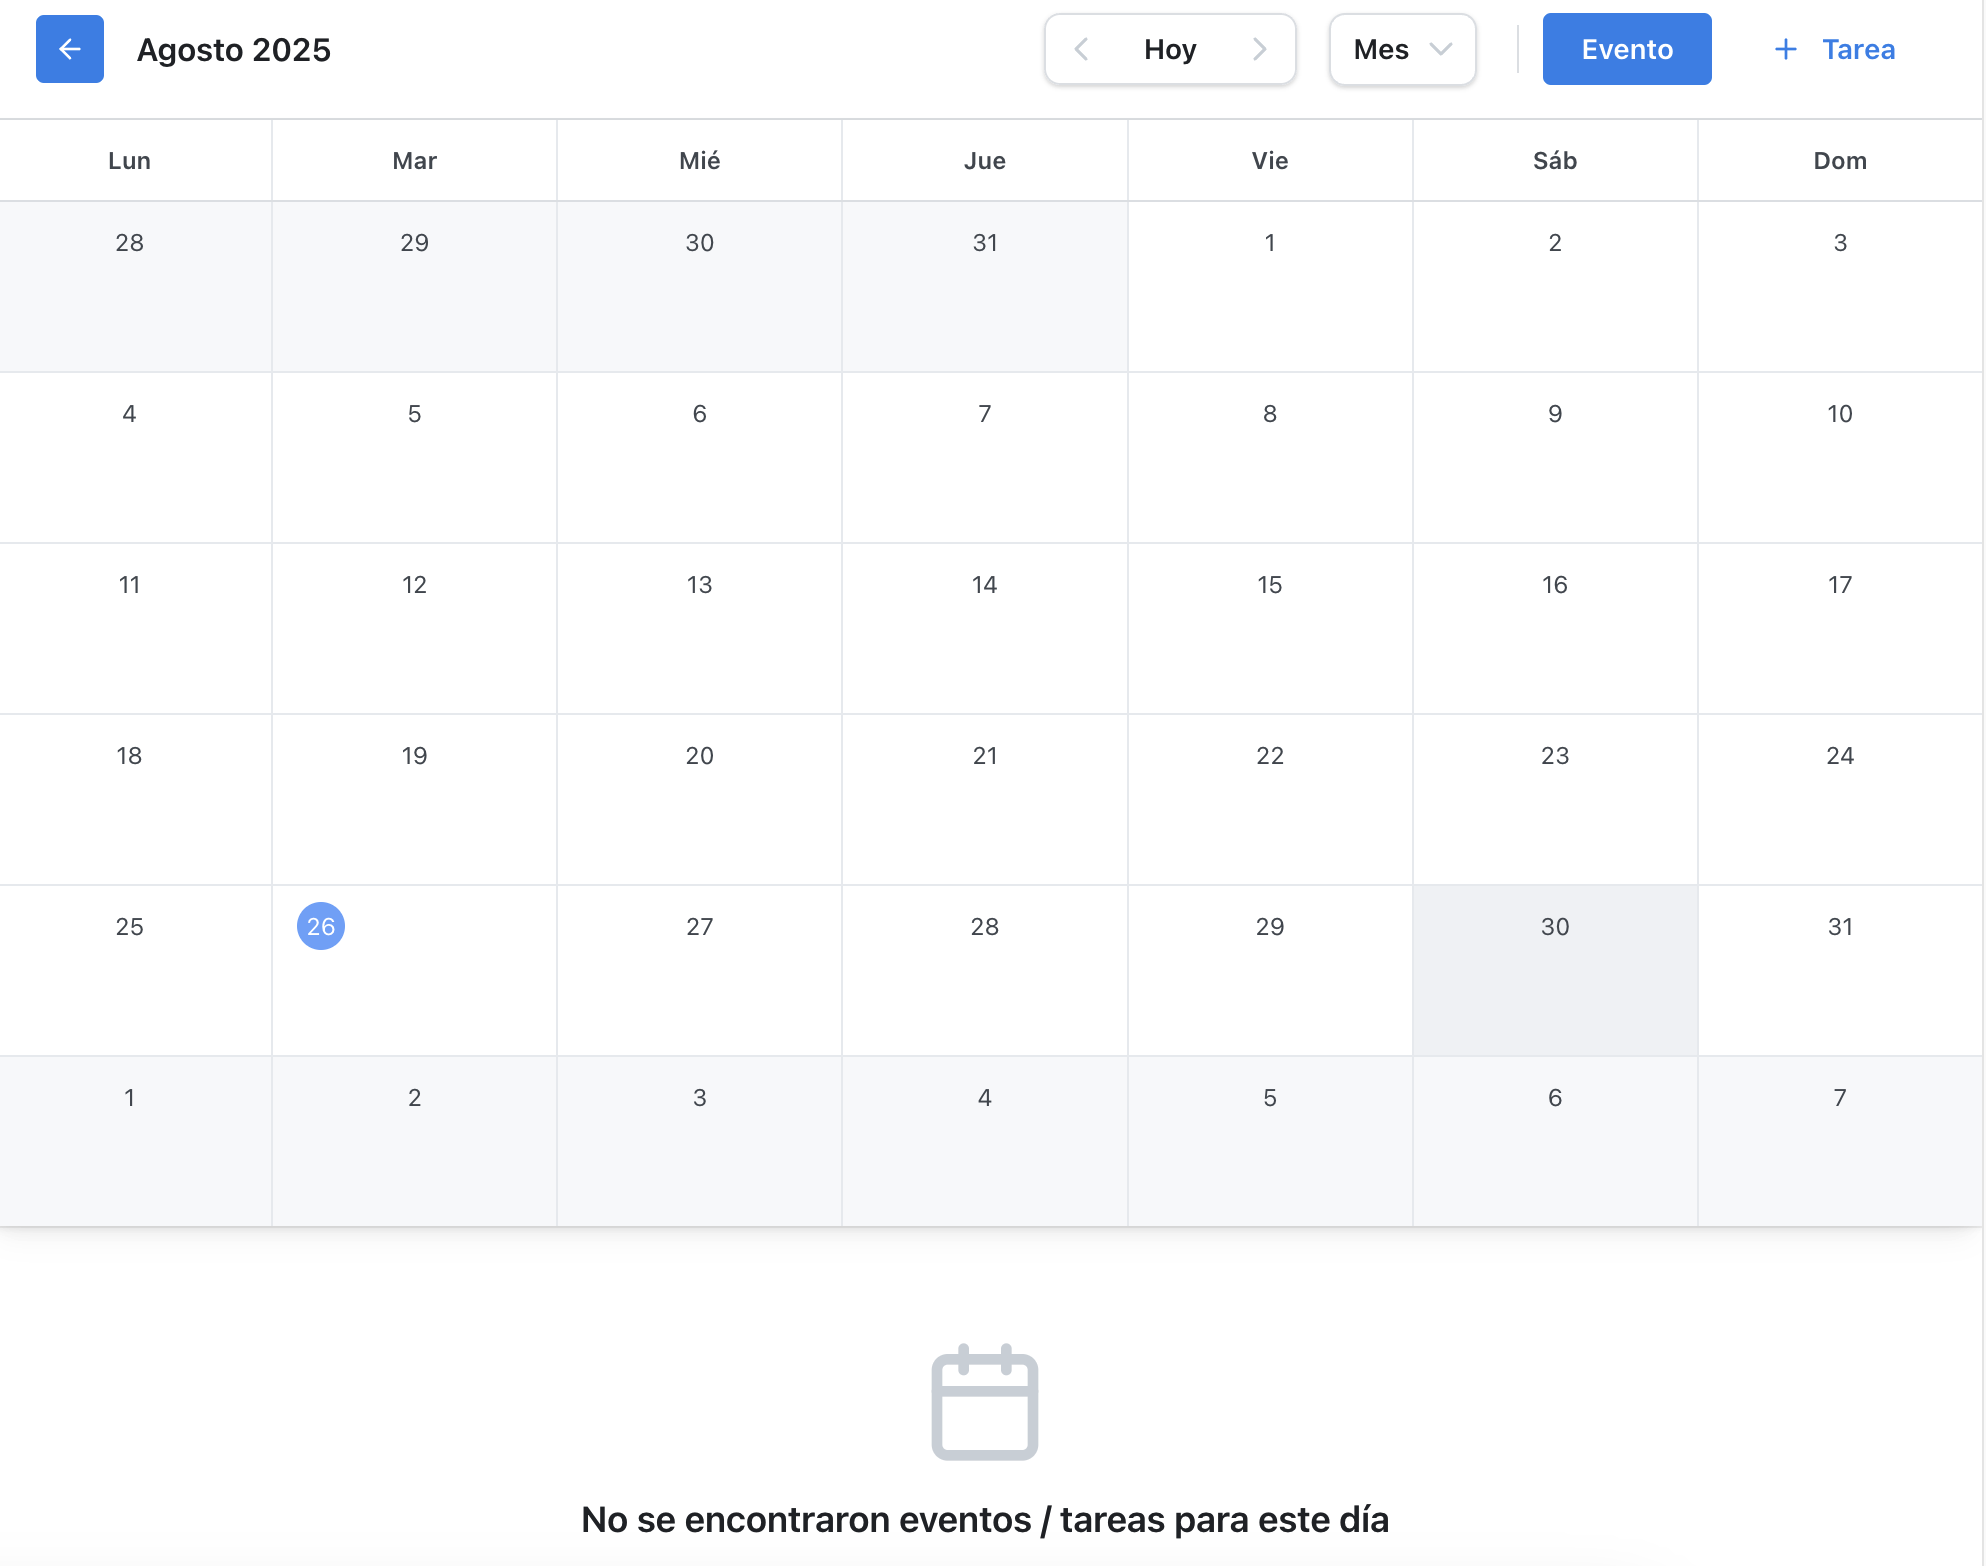 Agosto 2025 Hoy Mes Evento + Tarea
Lun Mar Mié Jue Vie Sáb Dom
28 29 30 31 1 2 3
4 5 6 7 8 9 10
11 12 13 14 15 16 17
18 19 20 21 22 23 24
25 26 27 28 29 30 31
1 2 3 4 5 6 7
No se encontraron eventos / tareas para este día